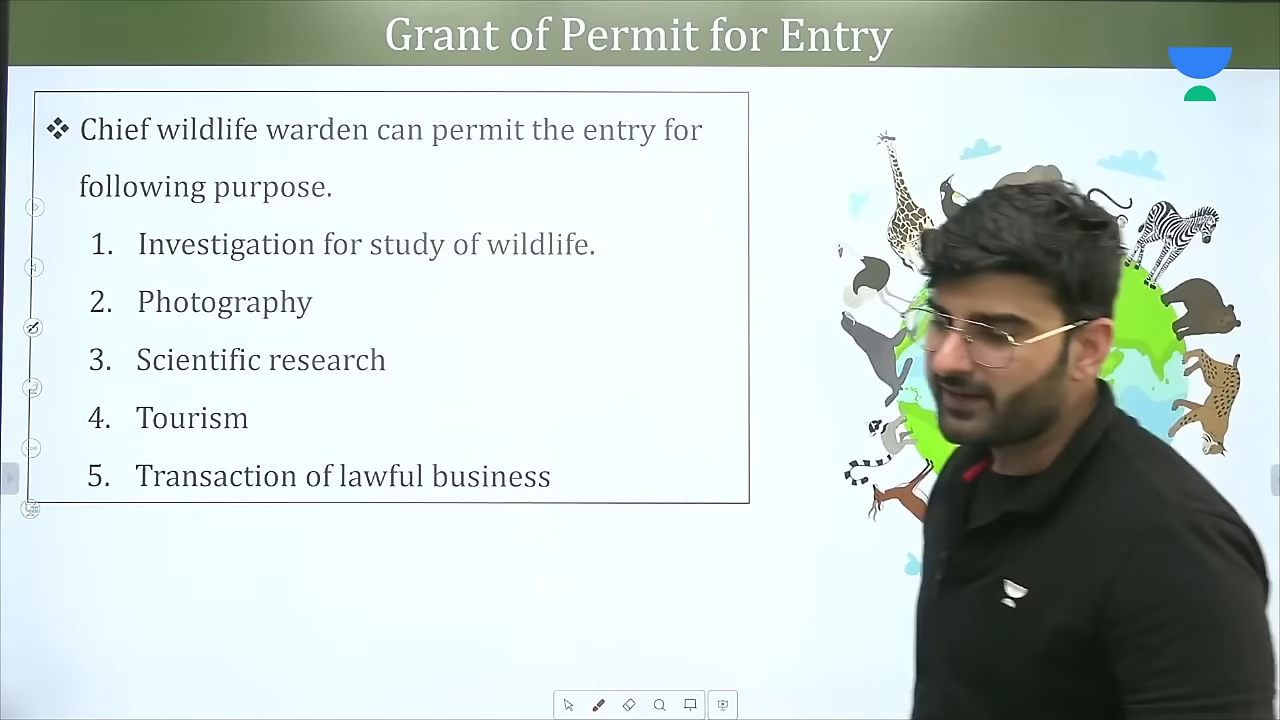 Grant of Permit for Entry
❖ Chief wildlife warden can permit the entry for
following purpose.
1. Investigation for study of wildlife.
2. Photography
3. Scientific research
4. Tourism
5. Transaction of lawful business